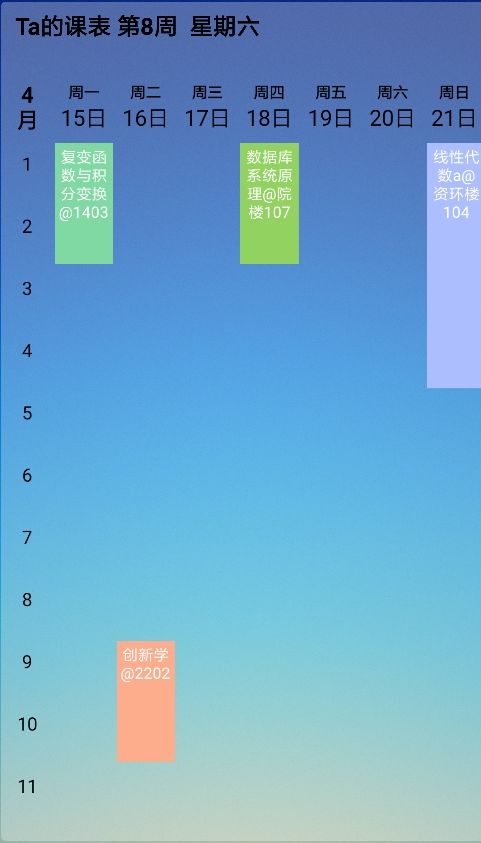 Ta的课表 第8周 星期六
4
月
周一 周二 周三 周四 周五 周六 周日
15日 16日 17日 18日 19日 20日 21日
1
2
3
4
5
6
7
8
9
10
11
复变函
数与积
分变换
@1403
创新学
@2202
数据库
系统原
理@院
楼107
线性代
数a@
资环楼
104